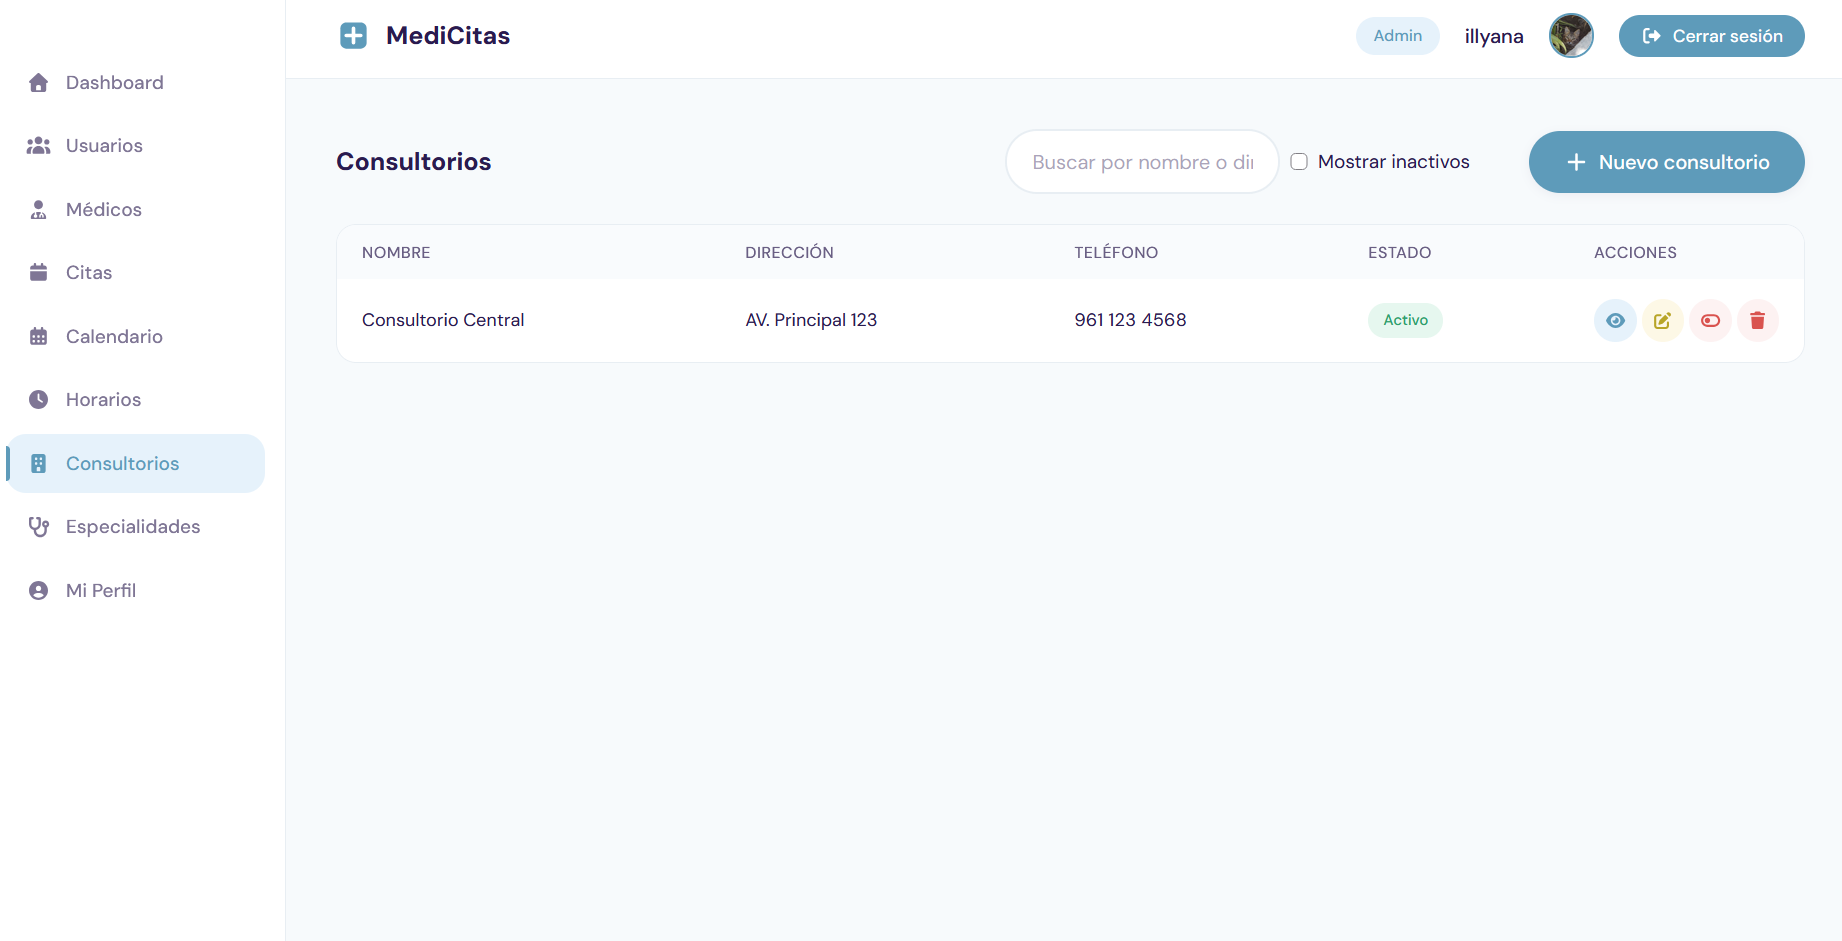 MediCitas
Admin
illyana
Cerrar sesión
Dashboard
Usuarios
Médicos
Citas
Calendario
Horarios
Consultorios
Especialidades
Mi Perfil
Consultorios
Buscar por nombre o dir
Mostrar inactivos
Nuevo consultorio
NOMBRE DIRECCIÓN TELÉFONO ESTADO ACCIONES
Consultorio Central AV. Principal 123 961 123 4568 Activo